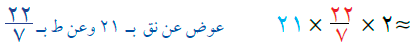 ≈ ٢ × ٢٢/٧ × ٢١ عوض عن نق بـ ٢١ وعن ط بـ ٢٢/٧